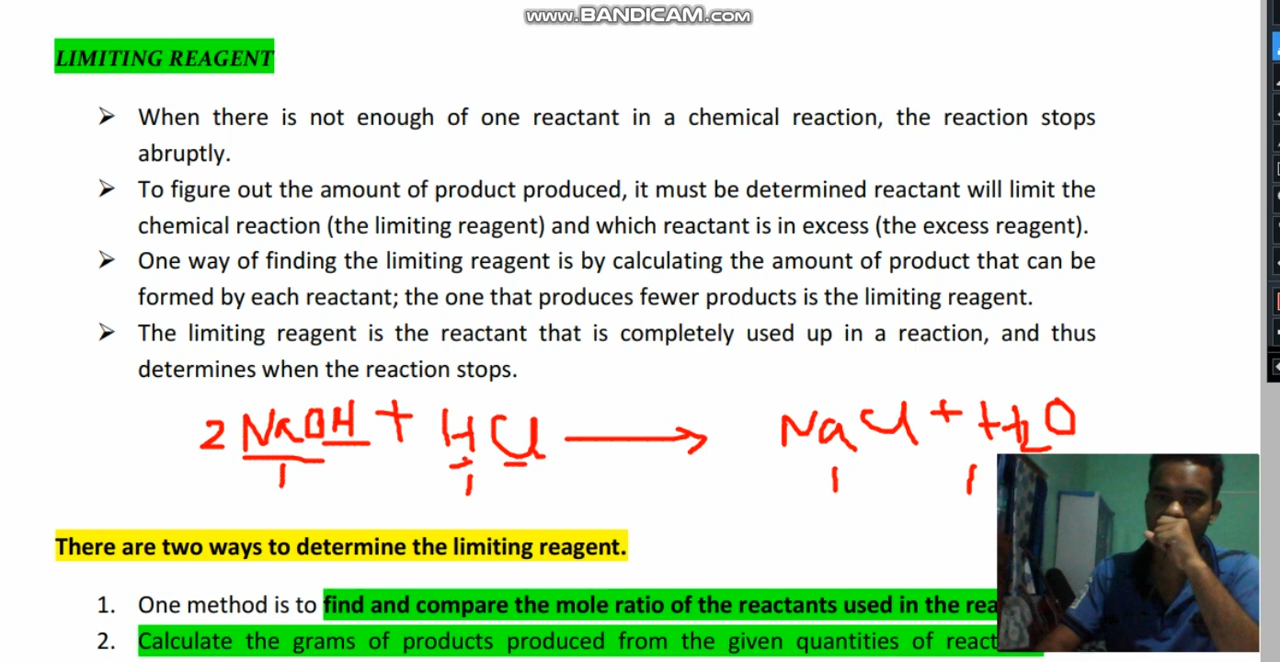 www.BANDICAM.com
LIMITING REAGENT
➤ When there is not enough of one reactant in a chemical reaction, the reaction stops
abruptly.
➤ To figure out the amount of product produced, it must be determined reactant will limit the
chemical reaction (the limiting reagent) and which reactant is in excess (the excess reagent).
➤ One way of finding the limiting reagent is by calculating the amount of product that can be
formed by each reactant; the one that produces fewer products is the limiting reagent.
➤ The limiting reagent is the reactant that is completely used up in a reaction, and thus
determines when the reaction stops.
2 NaOH + HCl → NaCl + H2O
1 1 1 1
There are two ways to determine the limiting reagent.
1. One method is to find and compare the mole ratio of the reactants used in the
2. Calculate the grams of products produced from the given quantities of